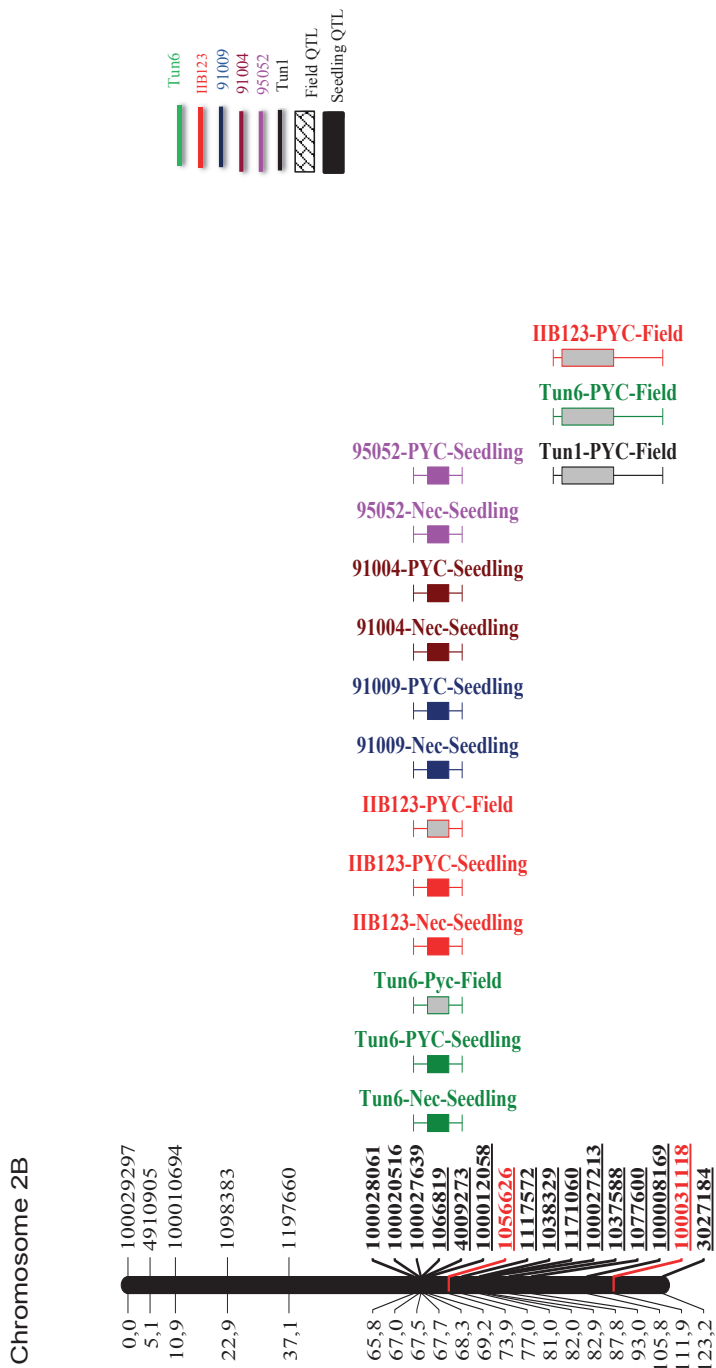 Chromosome 2B
0,0
5,1
10,9
22,9
37,1
65,8
67,0
67,5
67,7
68,3
69,2
73,9
77,0
81,0
82,0
82,9
87,8
93,0
105,8
111,9
123,2
100029297
4910905
100010694
1098383
1197660
100028061
100020516
100027639
1066819
4009273
100012058
1056626
1117572
1038329
1171060
100027213
1037588
1077600
100008169
100031118
3027184
Tun6-Nec-Seedling
Tun6-PYC-Seedling
Tun6-Pyc-Field
IIB123-Nec-Seedling
IIB123-PYC-Seedling
IIB123-PYC-Field
91009-Nec-Seedling
91009-PYC-Seedling
91004-Nec-Seedling
91004-PYC-Seedling
95052-Nec-Seedling
95052-PYC-Seedling
Tun1-PYC-Field
Tun6-PYC-Field
IIB123-PYC-Field
Tun6
IIB123
91009
91004
95052
Tun1
Field QTL
Seedling QTL